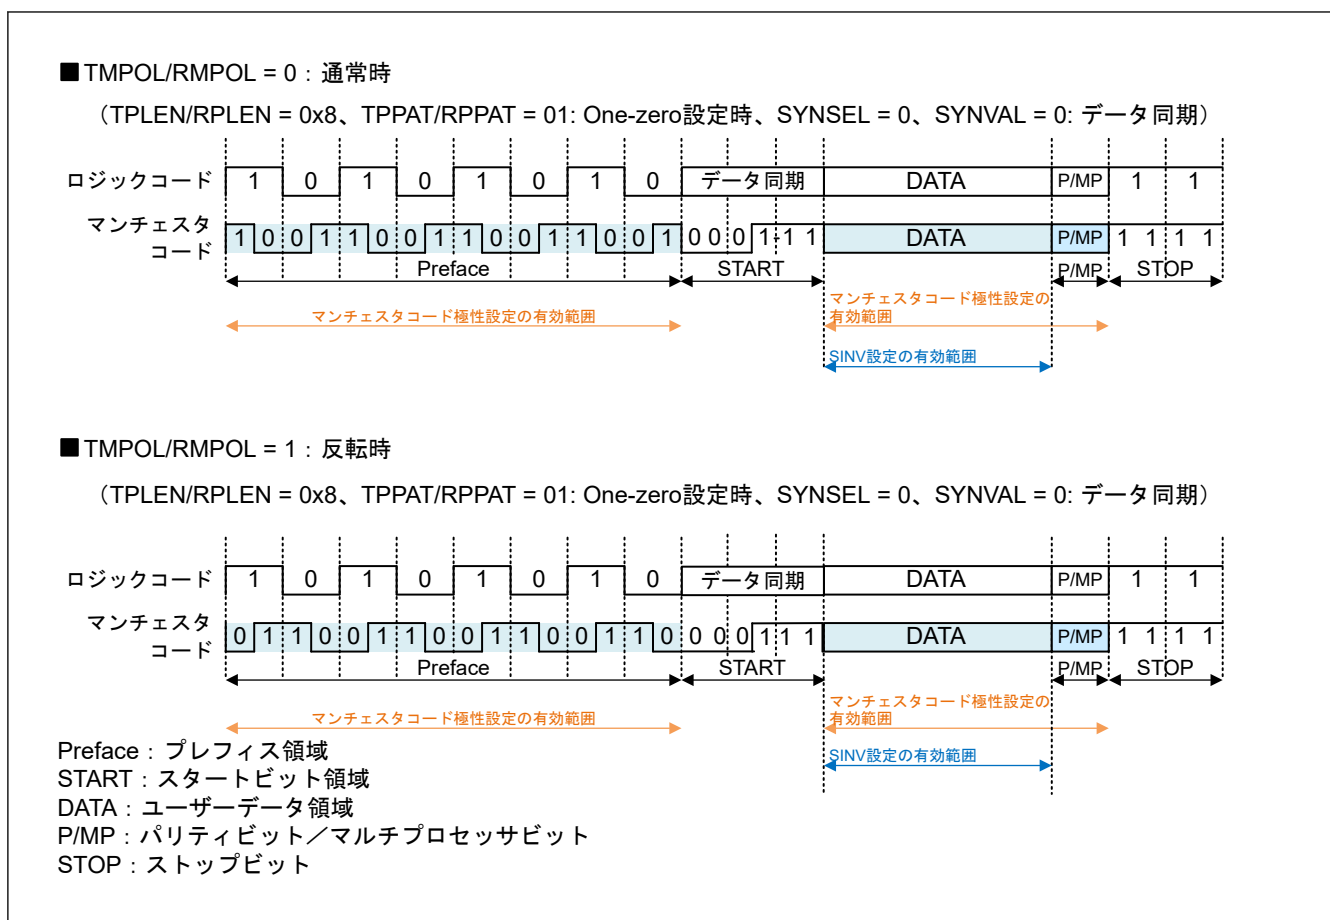 ■ TMPOL/RMPOL = 0：通常時
（TPLEN/RPLEN = 0x8、TPPAT/RPPAT = 01: One-zero設定時、SYNSEL = 0、SYNVAL = 0: データ同期）
ロジックコード 1 0 1 0 1 0 1 0 データ同期 DATA P/MP 1 1
マンチェスタ
コード
1 0 0 1 1 0 0 1 1 0 0 1 1 0 0 1 0 0 0 1 1 1 DATA P/MP 1 1 1 1
Preface START P/MP STOP
マンチェスタコード極性設定の有効範囲
マンチェスタコード極性設定の
有効範囲
SINV設定の有効範囲
■ TMPOL/RMPOL = 1：反転時
（TPLEN/RPLEN = 0x8、TPPAT/RPPAT = 01: One-zero設定時、SYNSEL = 0、SYNVAL = 0: データ同期）
ロジックコード 1 0 1 0 1 0 1 0 データ同期 DATA P/MP 1 1
マンチェスタ
コード
0 1 1 0 0 1 1 0 0 1 1 0 0 1 1 0 0 0 0 1 1 1 DATA P/MP 1 1 1 1
Preface START P/MP STOP
マンチェスタコード極性設定の有効範囲
マンチェスタコード極性設定の
有効範囲
SINV設定の有効範囲
Preface：プレフィス領域
START：スタートビット領域
DATA：ユーザーデータ領域
P/MP：パリティビット／マルチプロセッサビット
STOP：ストップビット